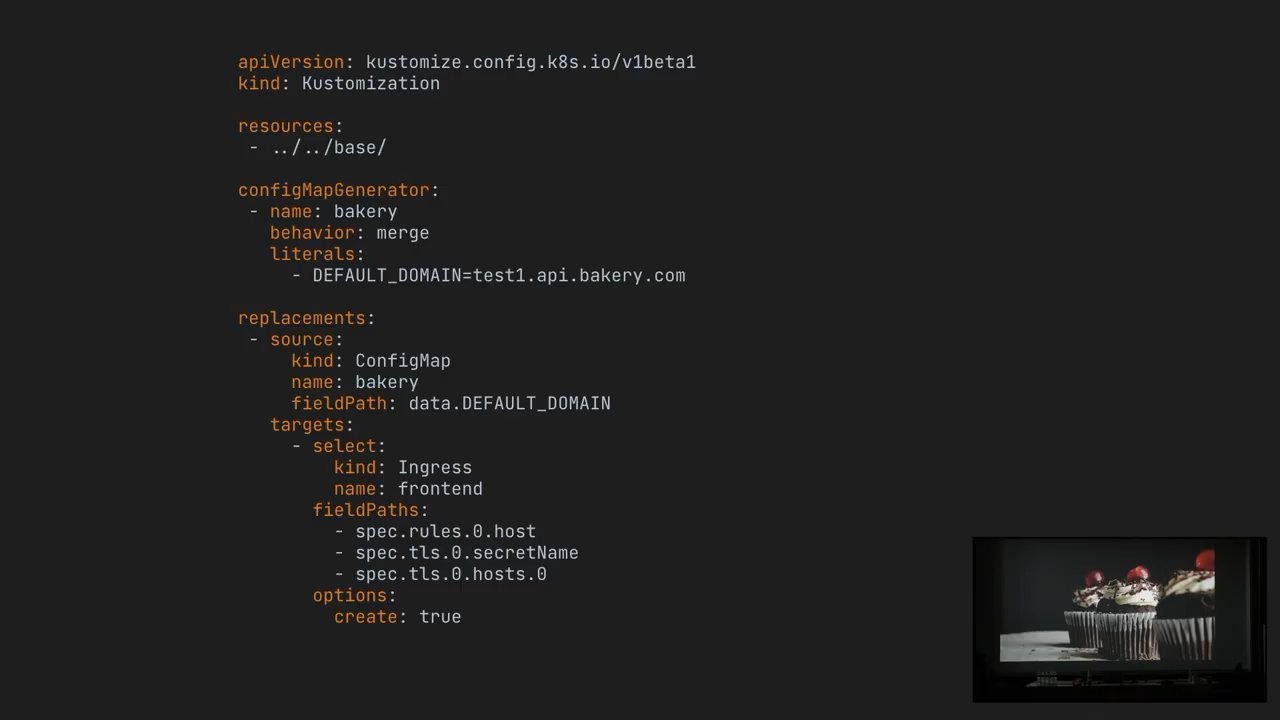 apiVersion: kustomize.config.k8s.io/v1beta1
kind: Kustomization
resources:
- ../../base/
configMapGenerator:
- name: bakery
behavior: merge
literals:
- DEFAULT_DOMAIN=test1.api.bakery.com
replacements:
- source:
kind: ConfigMap
name: bakery
fieldPath: data.DEFAULT_DOMAIN
targets:
- select:
kind: Ingress
name: frontend
fieldPaths:
- spec.rules.0.host
- spec.tls.0.secretName
- spec.tls.0.hosts.0
options:
create: true